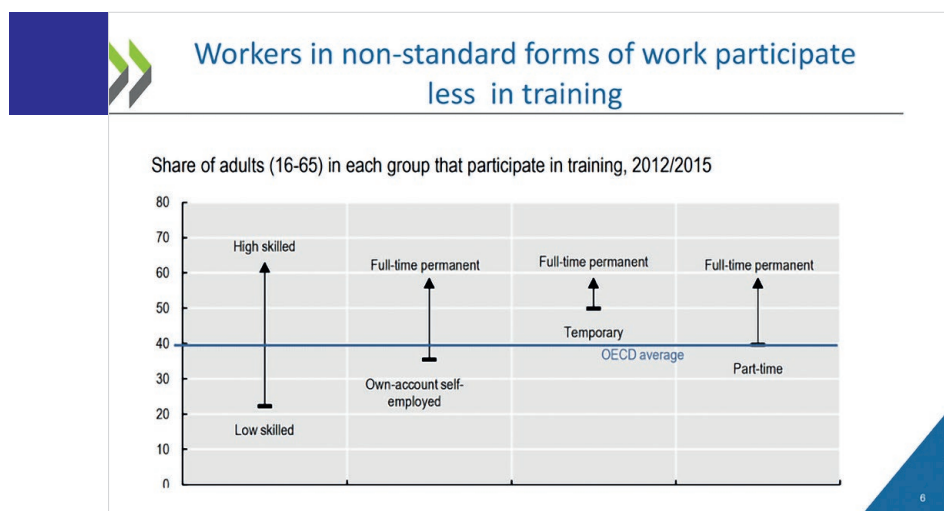 Workers in non-standard forms of work participate
less in training
Share of adults (16-65) in each group that participate in training, 2012/2015
80
70
60
50
40
30
20
10
0
High skilled
Low skilled
Full-time permanent
Own-account self-
employed
Full-time permanent
Temporary
OECD average
Full-time permanent
Part-time
6